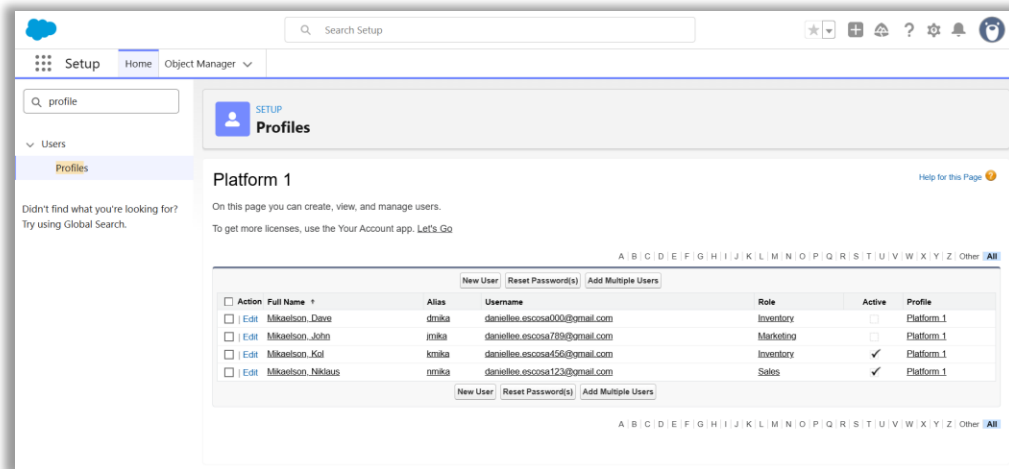 Search Setup
Setup Home Object Manager
profile
SETUP
Profiles
Users
Profiles
Didn't find what you're looking for?
Try using Global Search.
Platform 1
Help for this Page
On this page you can create, view, and manage users.
To get more licenses, use the Your Account app. Let's Go
A | B | C | D | E | F | G | H | I | J | K | L | M | N | O | P | Q | R | S | T | U | V | W | X | Y | Z | Other All
New User Reset Password(s) Add Multiple Users
Action Full Name ↑ Alias Username Role Active Profile
| Edit Mikaelson, Dave dmika daniellee.escosa000@gmail.com Inventory Platform 1
| Edit Mikaelson, John jmika daniellee.escosa789@gmail.com Marketing Platform 1
| Edit Mikaelson, Kol kmika daniellee.escosa456@gmail.com Inventory ✓ Platform 1
| Edit Mikaelson, Niklaus nmika daniellee.escosa123@gmail.com Sales ✓ Platform 1
New User Reset Password(s) Add Multiple Users
A | B | C | D | E | F | G | H | I | J | K | L | M | N | O | P | Q | R | S | T | U | V | W | X | Y | Z | Other All